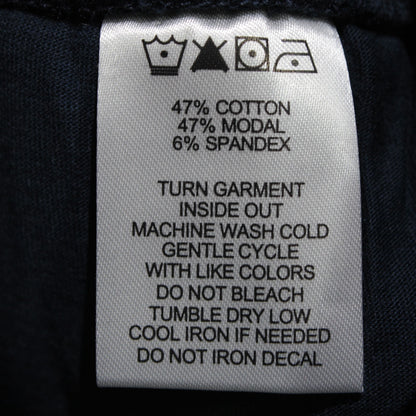 47% COTTON
47% MODAL
6% SPANDEX
TURN GARMENT
INSIDE OUT
MACHINE WASH COLD
GENTLE CYCLE
WITH LIKE COLORS
DO NOT BLEACH
TUMBLE DRY LOW
COOL IRON IF NEEDED
DO NOT IRON DECAL